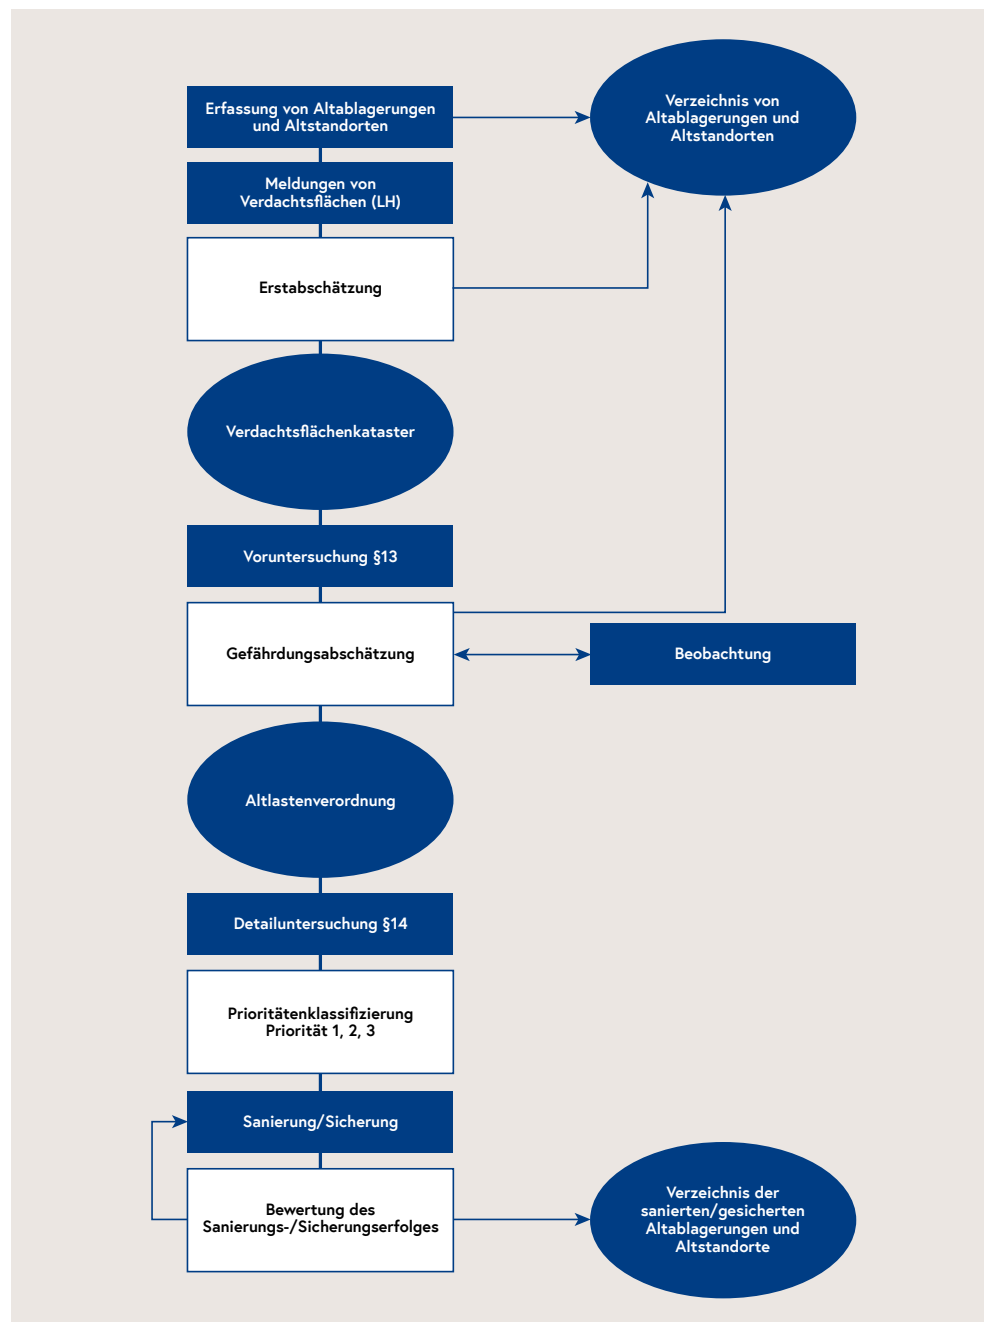 Erfassung von Altablagerungen
und Altstandorten
Verzeichnis von
Altablagerungen und
Altstandorten
Meldungen von
Verdachtsflächen (LH)
Erstabschätzung
Verdachtsflächenkataster
Voruntersuchung §13
Gefährdungsabschätzung
Beobachtung
Altlastenverordnung
Detailuntersuchung §14
Prioritätenklassifizierung
Priorität 1, 2, 3
Sanierung/Sicherung
Bewertung des
Sanierungs-/Sicherungserfolges
Verzeichnis der
sanierten/gesicherten
Altablagerungen und
Altstandorte